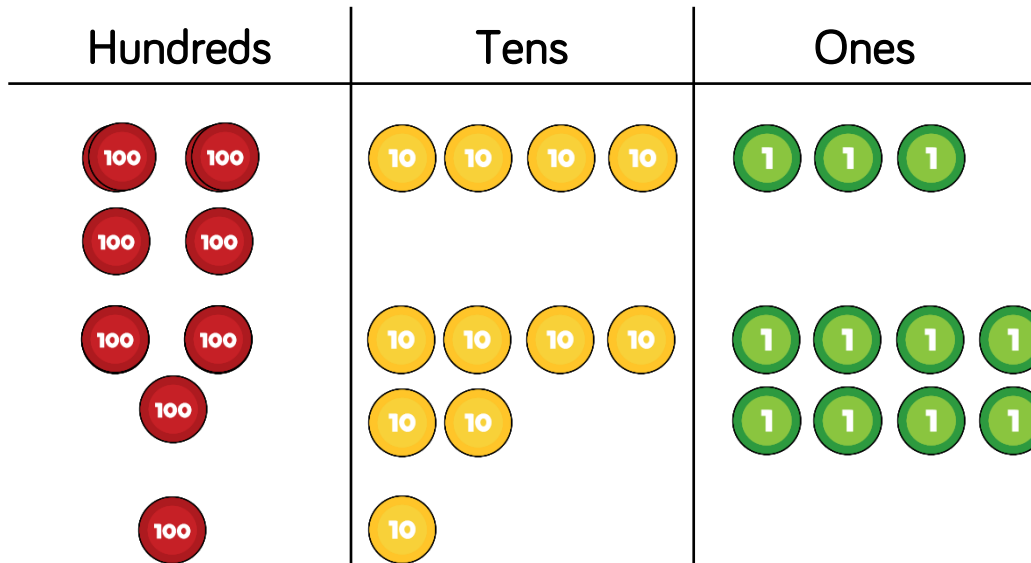 Hundreds Tens Ones
100 100 10 10 10 10 1 1 1
100 100
100 100 10 10 10 10 1 1 1 1
100 10 10 1 1 1 1
100 10